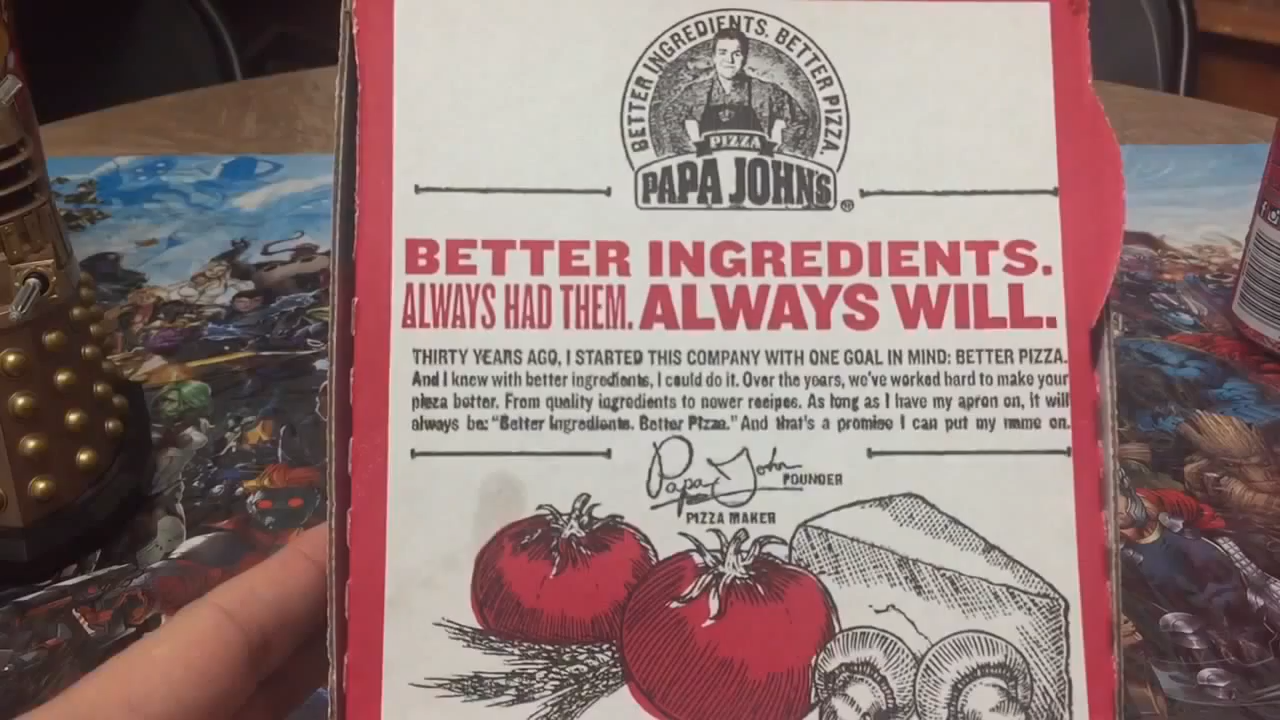 BETTER INGREDIENTS. BETTER PIZZA.
PIZZA
PAPA JOHN'S
®
BETTER INGREDIENTS.
ALWAYS HAD THEM. ALWAYS WILL.
THIRTY YEARS AGO, I STARTED THIS COMPANY WITH ONE GOAL IN MIND: BETTER PIZZA.
And I knew with better ingredients, I could do it. Over the years, we've worked hard to make your
pizza better. From quality ingredients to newer recipes. As long as I have my apron on, it will
always be: "Better Ingredients. Better Pizza." And that's a promise I can put my name on.
Papa John FOUNDER
PIZZA MAKER